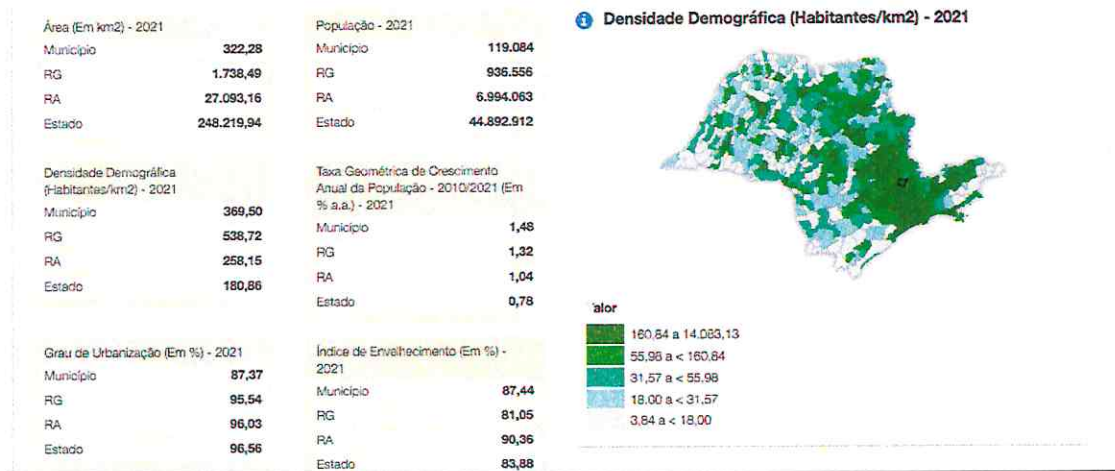 Área (Em km2) - 2021
Município 322,28
RG 1.738,49
RA 27.093,16
Estado 248.219,94
População - 2021
Município 119.084
RG 936.556
RA 6.994.063
Estado 44.892.912
Densidade Demográfica
(Habitantes/km2) - 2021
Município 369,50
RG 538,72
RA 258,15
Estado 180,86
Taxa Geométrica de Crescimento
Anual da População - 2010/2021 (Em
% a.a.) - 2021
Município 1,48
RG 1,32
RA 1,04
Estado 0,78
Grau de Urbanização (Em %) - 2021
Município 87,37
RG 95,54
RA 96,03
Estado 96,56
Índice de Envelhecimento (Em %) -
2021
Município 87,44
RG 81,05
RA 90,36
Estado 83,88
Densidade Demográfica (Habitantes/km2) - 2021
alor
160,84 a 14.083,13
55,98 a < 160,84
31,57 a < 55,98
18,00 a < 31,57
3,84 a < 18,00